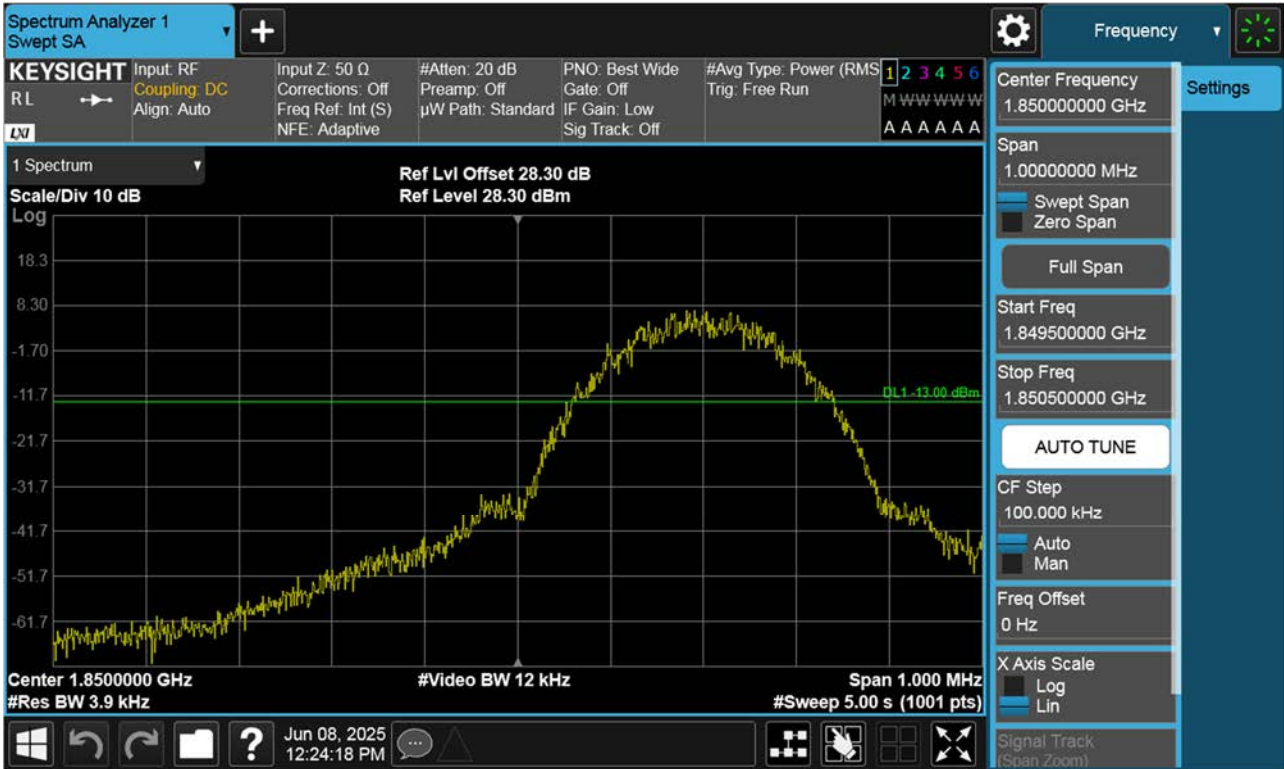 Spectrum Analyzer 1
Swept SA
+
Frequency
KEYSIGHT
RL
LXI
Input: RF
Coupling: DC
Align: Auto
Input Z: 50 Ω
Corrections: Off
Freq Ref: Int (S)
NFE: Adaptive
#Atten: 20 dB
Preamp: Off
µW Path: Standard
PNO: Best Wide
Gate: Off
IF Gain: Low
Sig Track: Off
#Avg Type: Power (RMS
Trig: Free Run
1 2 3 4 5 6
M W W W W W
A A A A A A
1 Spectrum
Scale/Div 10 dB
Log
Ref Lvl Offset 28.30 dB
Ref Level 28.30 dBm
18.3
8.30
-1.70
-11.7
-21.7
-31.7
-41.7
-51.7
-61.7
DL1 -13.00 dBm
Center 1.8500000 GHz
#Video BW 12 kHz
Span 1.000 MHz
#Res BW 3.9 kHz
#Sweep 5.00 s (1001 pts)
Center Frequency
1.850000000 GHz
Settings
Span
1.00000000 MHz
Swept Span
Zero Span
Full Span
Start Freq
1.849500000 GHz
Stop Freq
1.850500000 GHz
AUTO TUNE
CF Step
100.000 kHz
Auto
Man
Freq Offset
0 Hz
X Axis Scale
Log
Lin
Signal Track
(Span Zoom)
?
Jun 08, 2025
12:24:18 PM